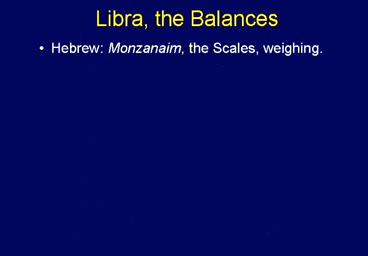 Libra, the Balances
• Hebrew: Monzanaim, the Scales, weighing.